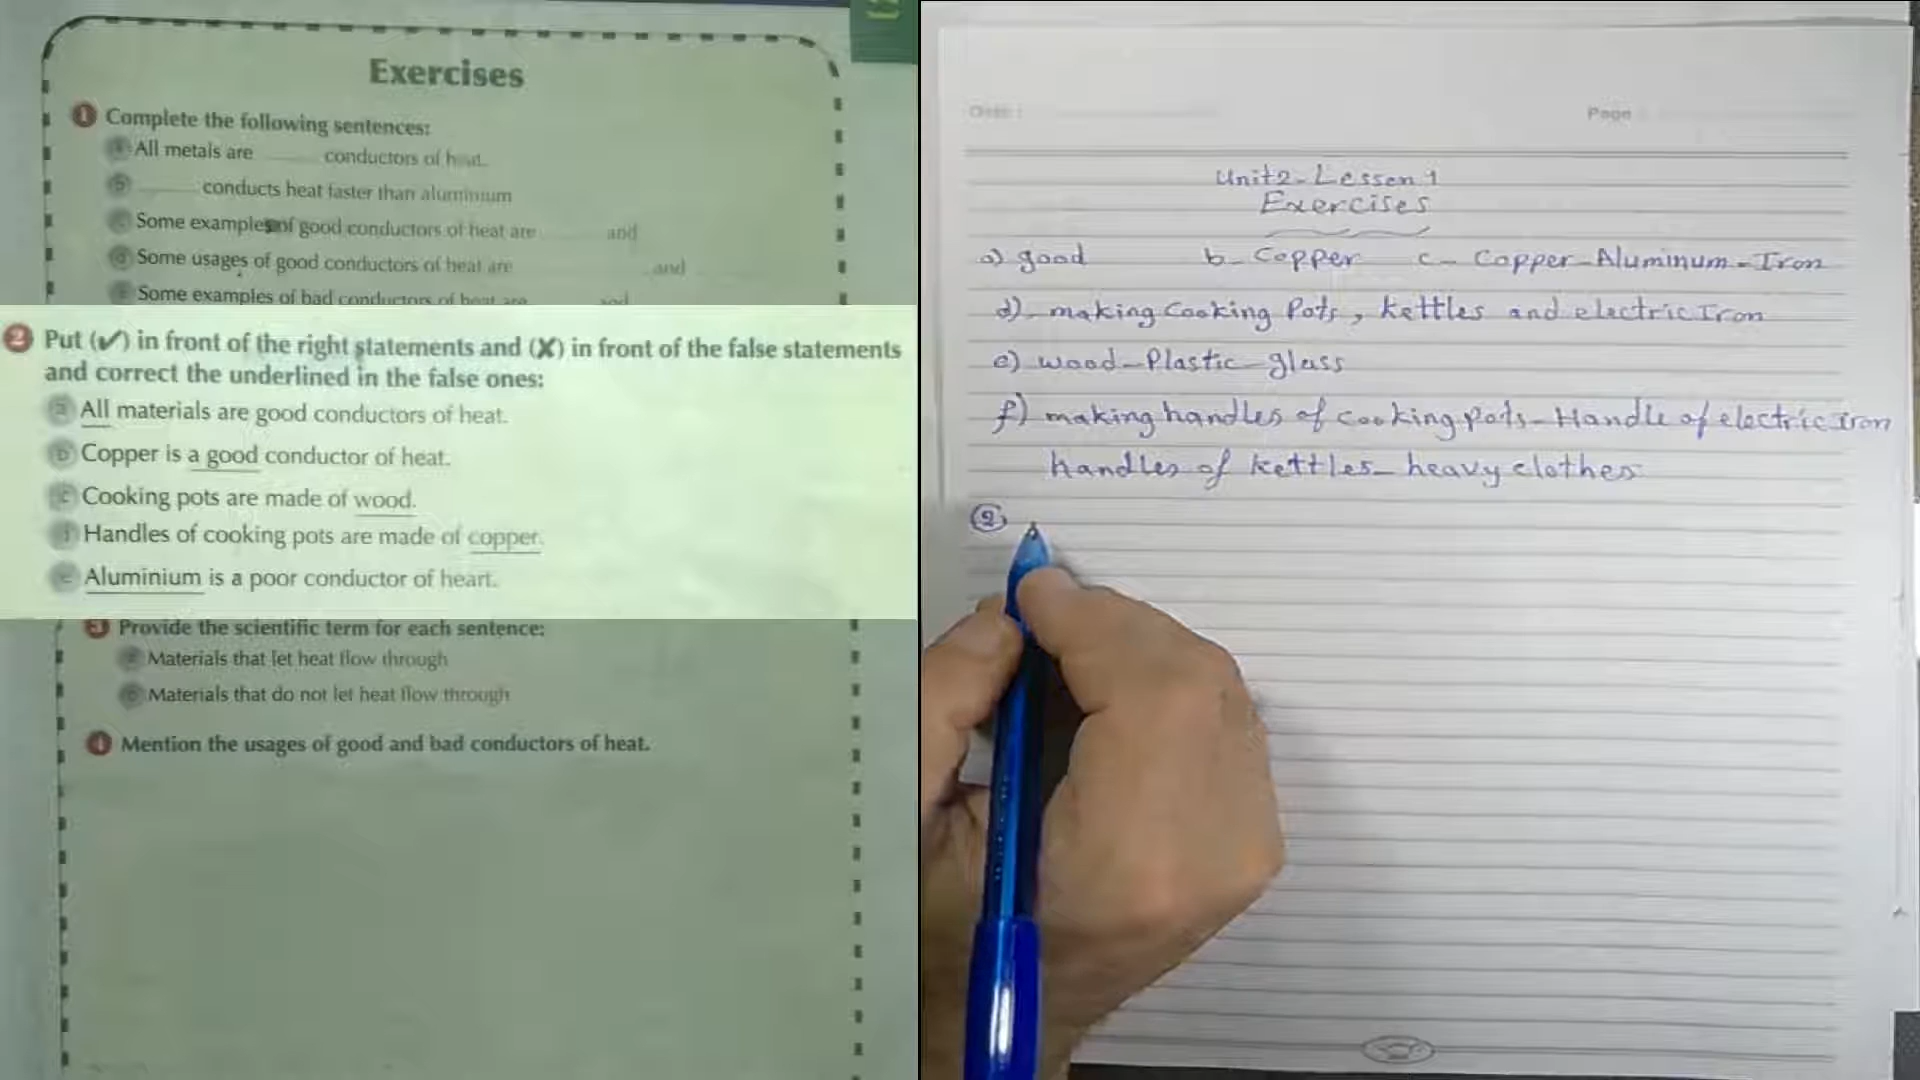 Exercises
1 Complete the following sentences:
a All metals are conductors of heat.
b conducts heat faster than aluminium
c Some examples of good conductors of heat are and
d Some usages of good conductors of heat are and
e Some examples of bad conductors of heat are and
2 Put (✔) in front of the right statements and (✘) in front of the false statements
and correct the underlined in the false ones:
a All materials are good conductors of heat.
b Copper is a good conductor of heat.
c Cooking pots are made of wood.
Handles of cooking pots are made of copper.
e Aluminium is a poor conductor of heart.
3 Provide the scientific term for each sentence:
Materials that let heat flow through
Materials that do not let heat flow through
4 Mention the usages of good and bad conductors of heat.
Date :
Page
Unit 2 - Lesson 1
Exercises
a) good b- Copper c- Copper-Aluminum-Iron
d) making Cooking Pots, kettles and electric Iron
e) wood-Plastic-glass
f) making handles of cooking pots-Handle of electric iron
handles of kettles- heavy clothes
2